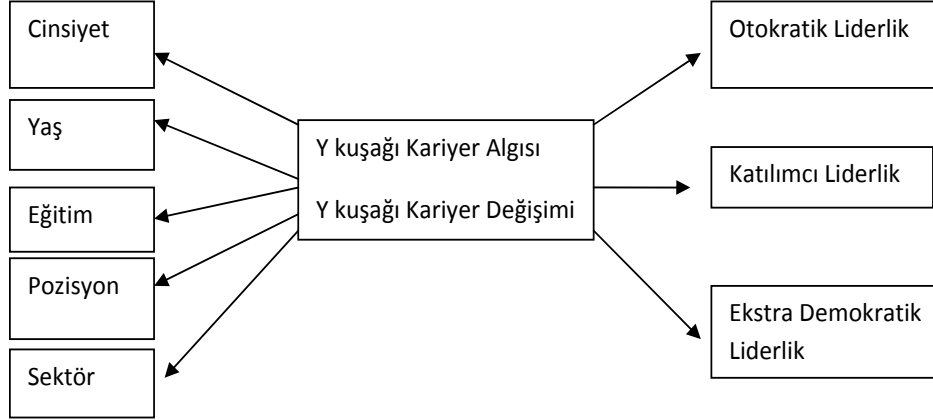 Cinsiyet
Yaş
Eğitim
Pozisyon
Sektör
Y kuşağı Kariyer Algısı
Y kuşağı Kariyer Değişimi
Otokratik Liderlik
Katılımcı Liderlik
Ekstra Demokratik
Liderlik